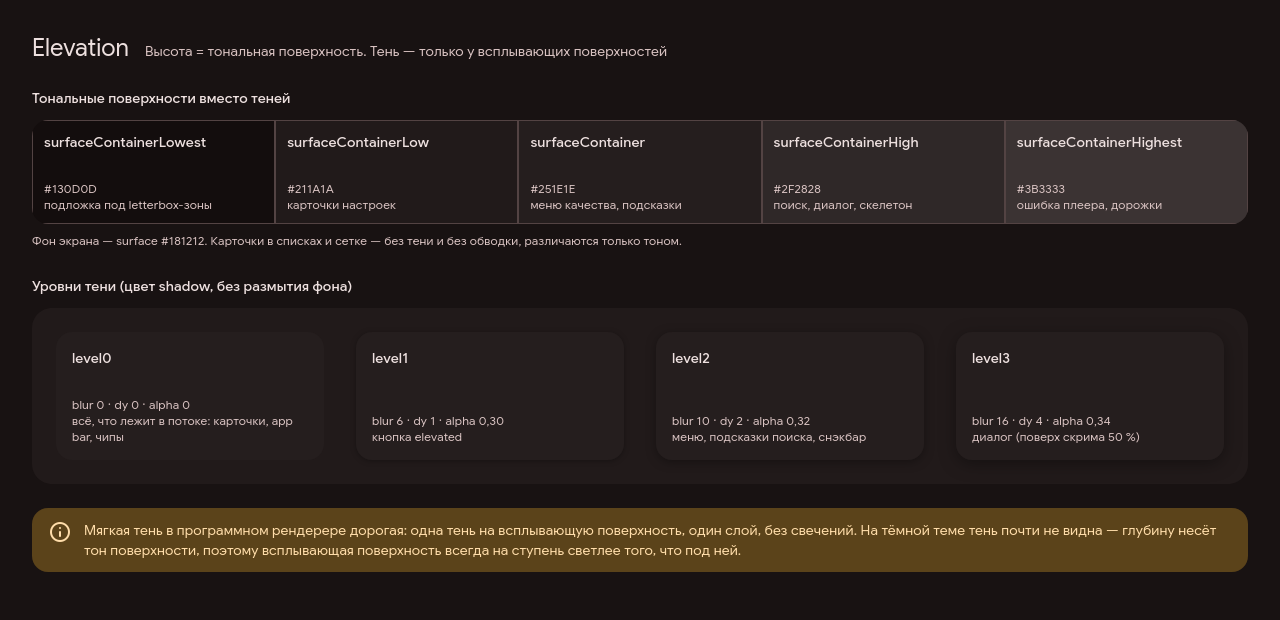 Elevation
Высота = тональная поверхность. Тень — только у всплывающих поверхностей
Тональные поверхности вместо теней
surfaceContainerLowest
#130D0D
подложка под letterbox-зоны
surfaceContainerLow
#211A1A
карточки настроек
surfaceContainer
#251E1E
меню качества, подсказки
surfaceContainerHigh
#2F2828
поиск, диалог, скелетон
surfaceContainerHighest
#3B3333
ошибка плеера, дорожки
Фон экрана — surface #181212. Карточки в списках и сетке — без тени и без обводки, различаются только тоном.
Уровни тени (цвет shadow, без размытия фона)
level0
blur 0 · dy 0 · alpha 0
всё, что лежит в потоке: карточки, app
bar, чипы
level1
blur 6 · dy 1 · alpha 0,30
кнопка elevated
level2
blur 10 · dy 2 · alpha 0,32
меню, подсказки поиска, снэкбар
level3
blur 16 · dy 4 · alpha 0,34
диалог (поверх скрима 50 %)
Мягкая тень в программном рендерере дорогая: одна тень на всплывающую поверхность, один слой, без свечений. На тёмной теме тень почти не видна — глубину несёт
тон поверхности, поэтому всплывающая поверхность всегда на ступень светлее того, что под ней.